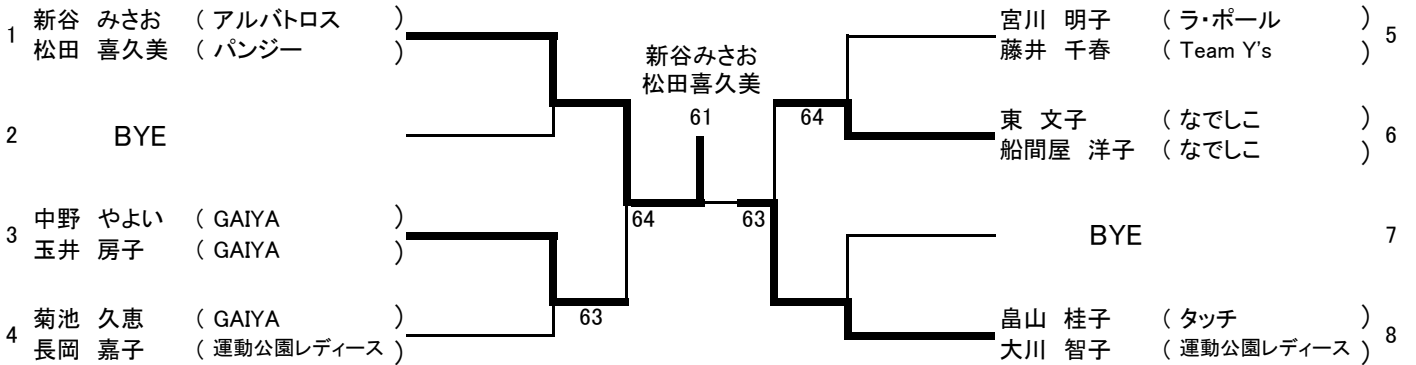 1 新谷 みさお ( アルバトロス )
松田 喜久美 ( パンジー )
2 BYE
3 中野 やよい ( GAIYA )
玉井 房子 ( GAIYA )
4 菊池 久恵 ( GAIYA )
長岡 嘉子 ( 運動公園レディース )
新谷みさお
松田喜久美
61
64
63
64
63
宮川 明子 ( ラ・ポール ) 5
藤井 千春 ( Team Y's )
東 文子 ( なでしこ ) 6
船間屋 洋子 ( なでしこ )
BYE 7
畠山 桂子 ( タッチ ) 8
大川 智子 ( 運動公園レディース )